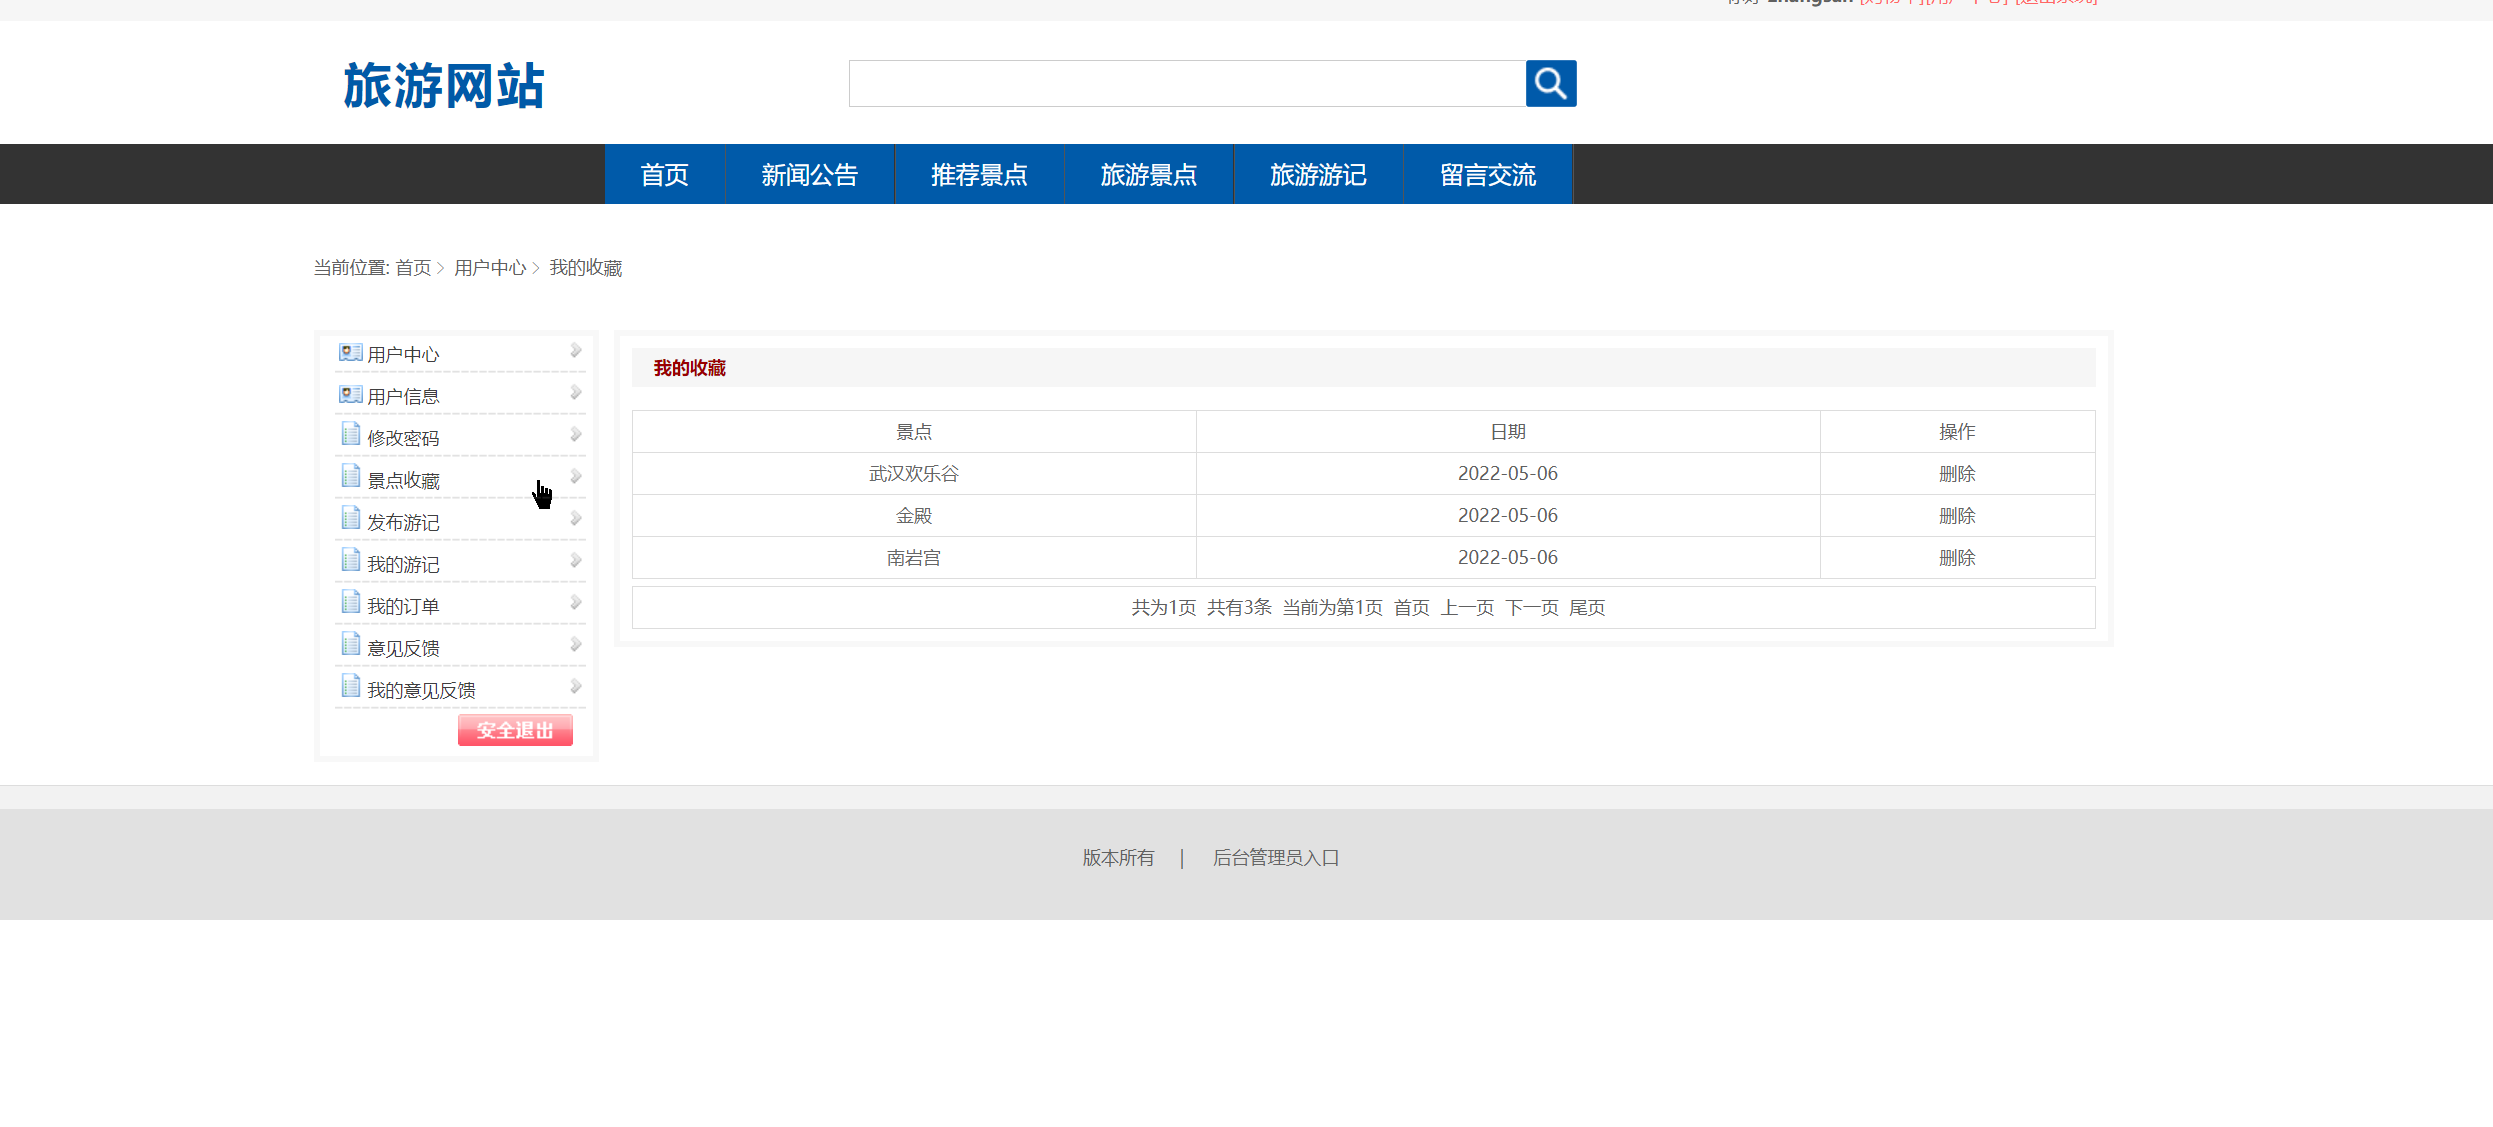 zhangsan
旅游网站
首页 新闻公告 推荐景点 旅游景点 旅游游记 留言交流
当前位置: 首页 用户中心 我的收藏
用户中心
用户信息
修改密码
景点收藏
发布游记
我的游记
我的订单
意见反馈
我的意见反馈
安全退出
我的收藏
景点 日期 操作
武汉欢乐谷 2022-05-06 删除
金殿 2022-05-06 删除
南岩宫 2022-05-06 删除
共为1页 共有3条 当前为第1页 首页 上一页 下一页 尾页
版本所有 | 后台管理员入口